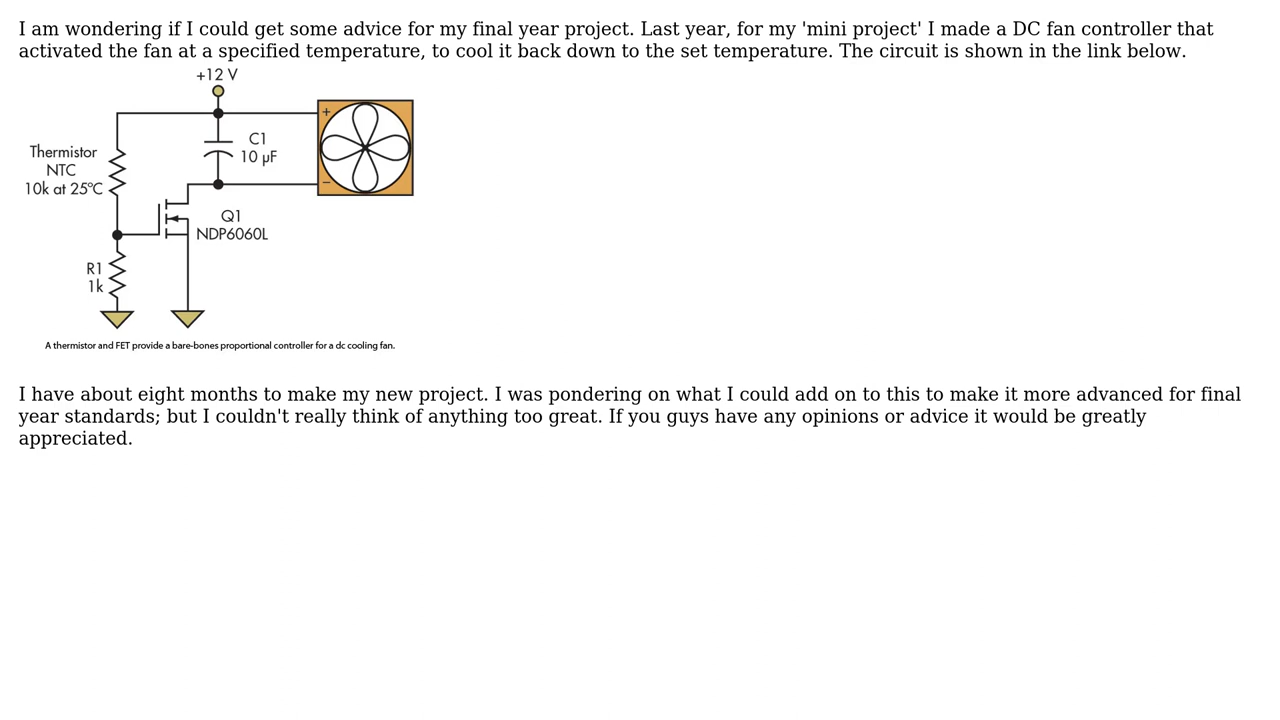 I am wondering if I could get some advice for my final year project. Last year, for my 'mini project' I made a DC fan controller that
activated the fan at a specified temperature, to cool it back down to the set temperature. The circuit is shown in the link below.
+12 V
+
C1
10 µF
Thermistor
NTC
10k at 25°C
−
Q1
NDP6060L
R1
1k
A thermistor and FET provide a bare-bones proportional controller for a dc cooling fan.
I have about eight months to make my new project. I was pondering on what I could add on to this to make it more advanced for final
year standards; but I couldn't really think of anything too great. If you guys have any opinions or advice it would be greatly
appreciated.